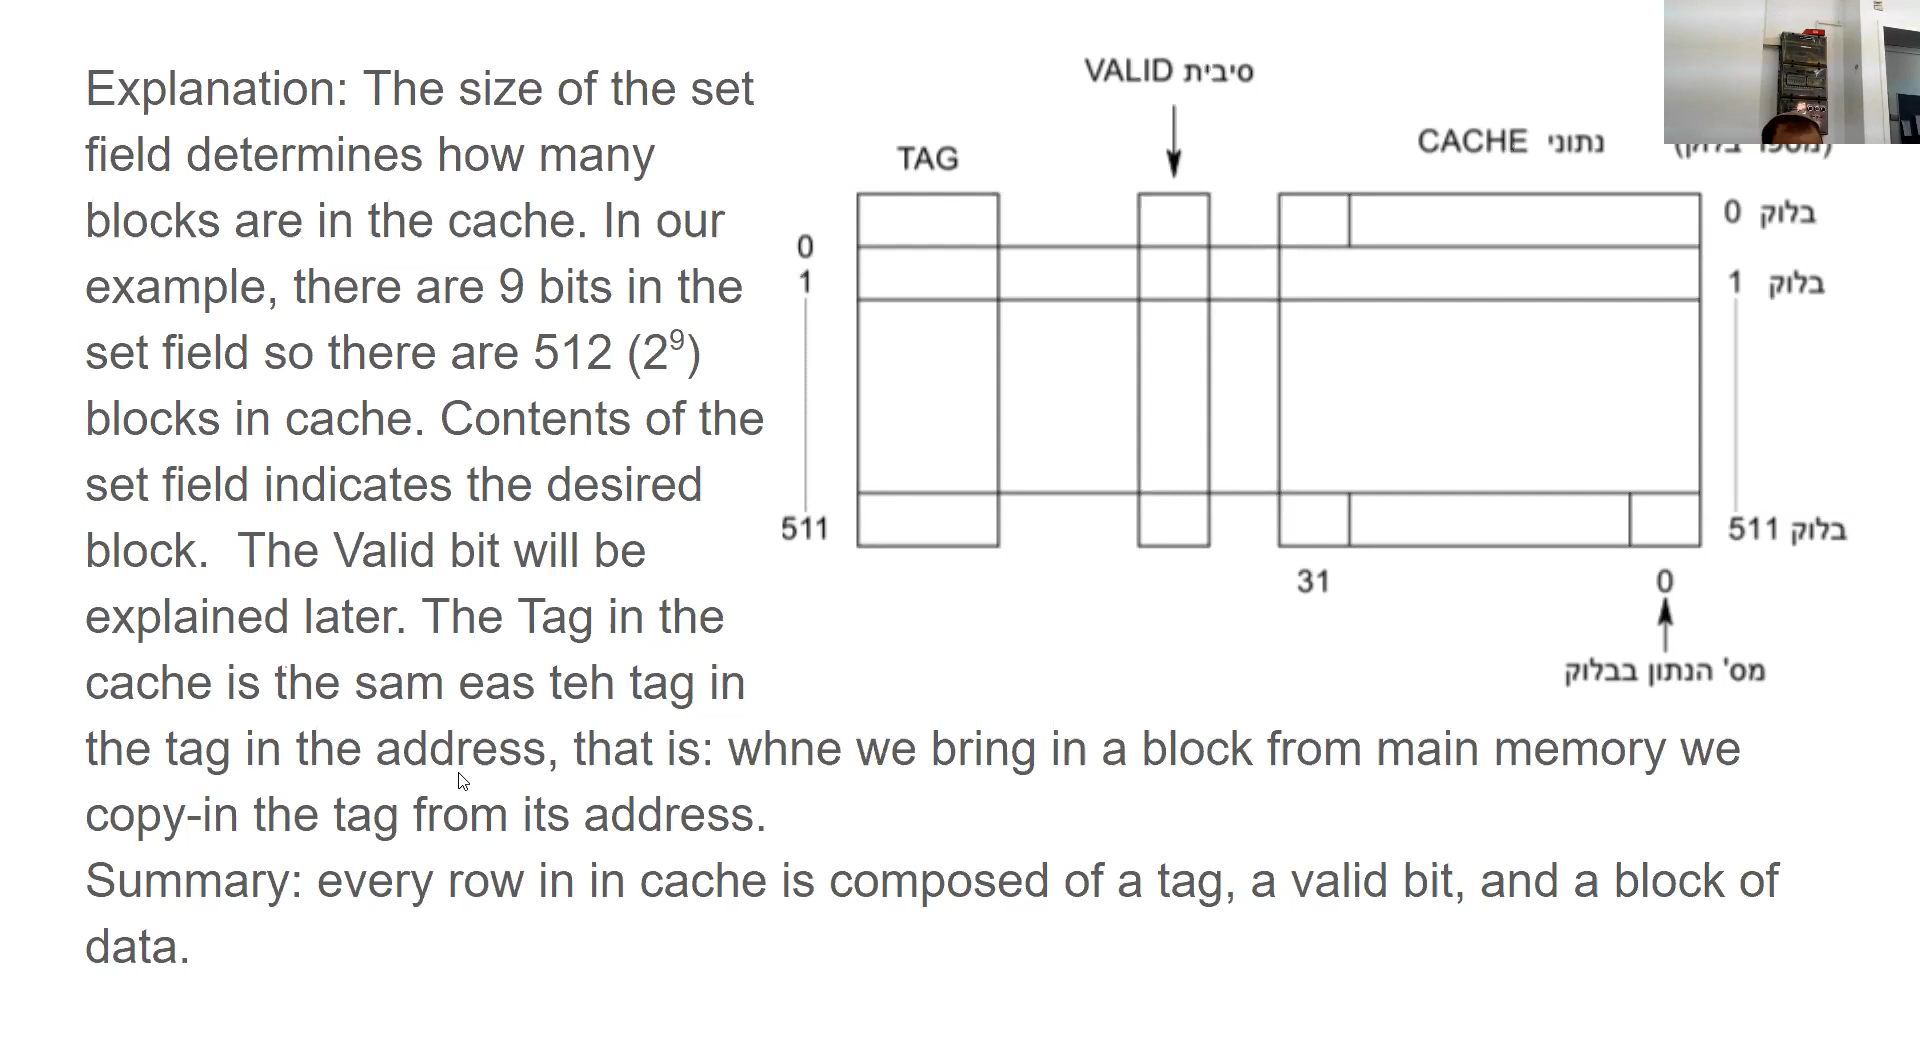 Explanation: The size of the set
field determines how many
blocks are in the cache. In our
example, there are 9 bits in the
set field so there are 512 (2⁹)
blocks in cache. Contents of the
set field indicates the desired
block.  The Valid bit will be
explained later. The Tag in the
cache is the sam eas teh tag in
the tag in the address, that is: whne we bring in a block from main memory we
copy-in the tag from its address.
Summary: every row in in cache is composed of a tag, a valid bit, and a block of
data.
סיבית VALID
TAG
נתוני CACHE
0
1
511
בלוק 0
בלוק 1
בלוק 511
31
0
מס' הנתון בבלוק